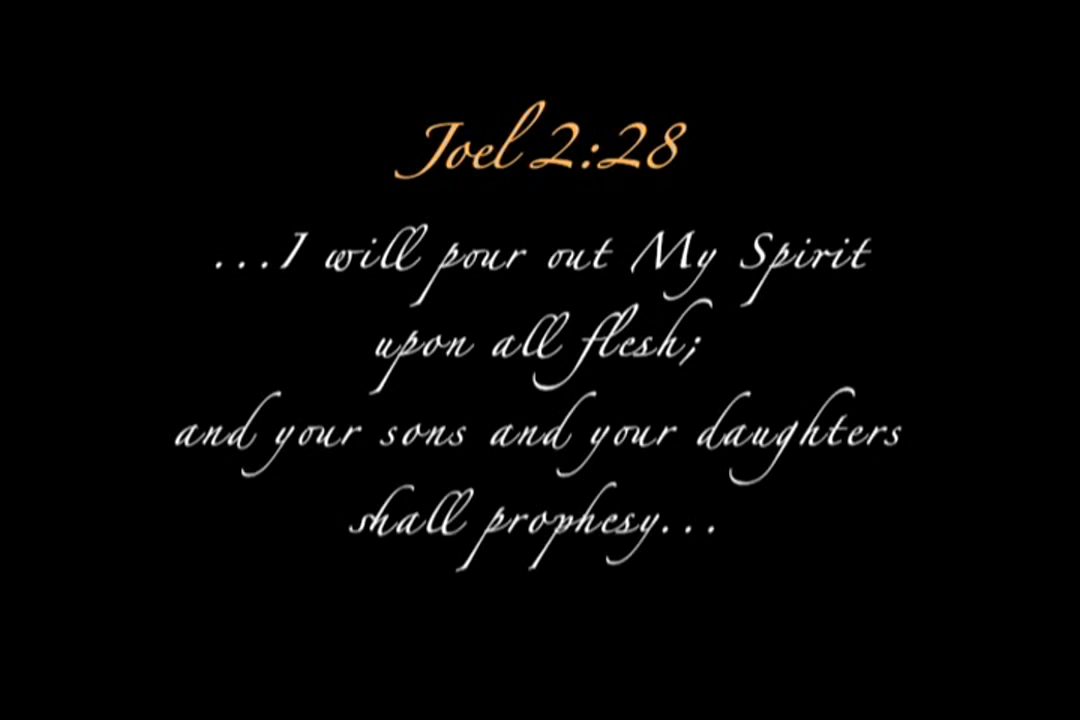 Joel 2:28
...I will pour out My Spirit
upon all flesh;
and your sons and your daughters
shall prophesy...